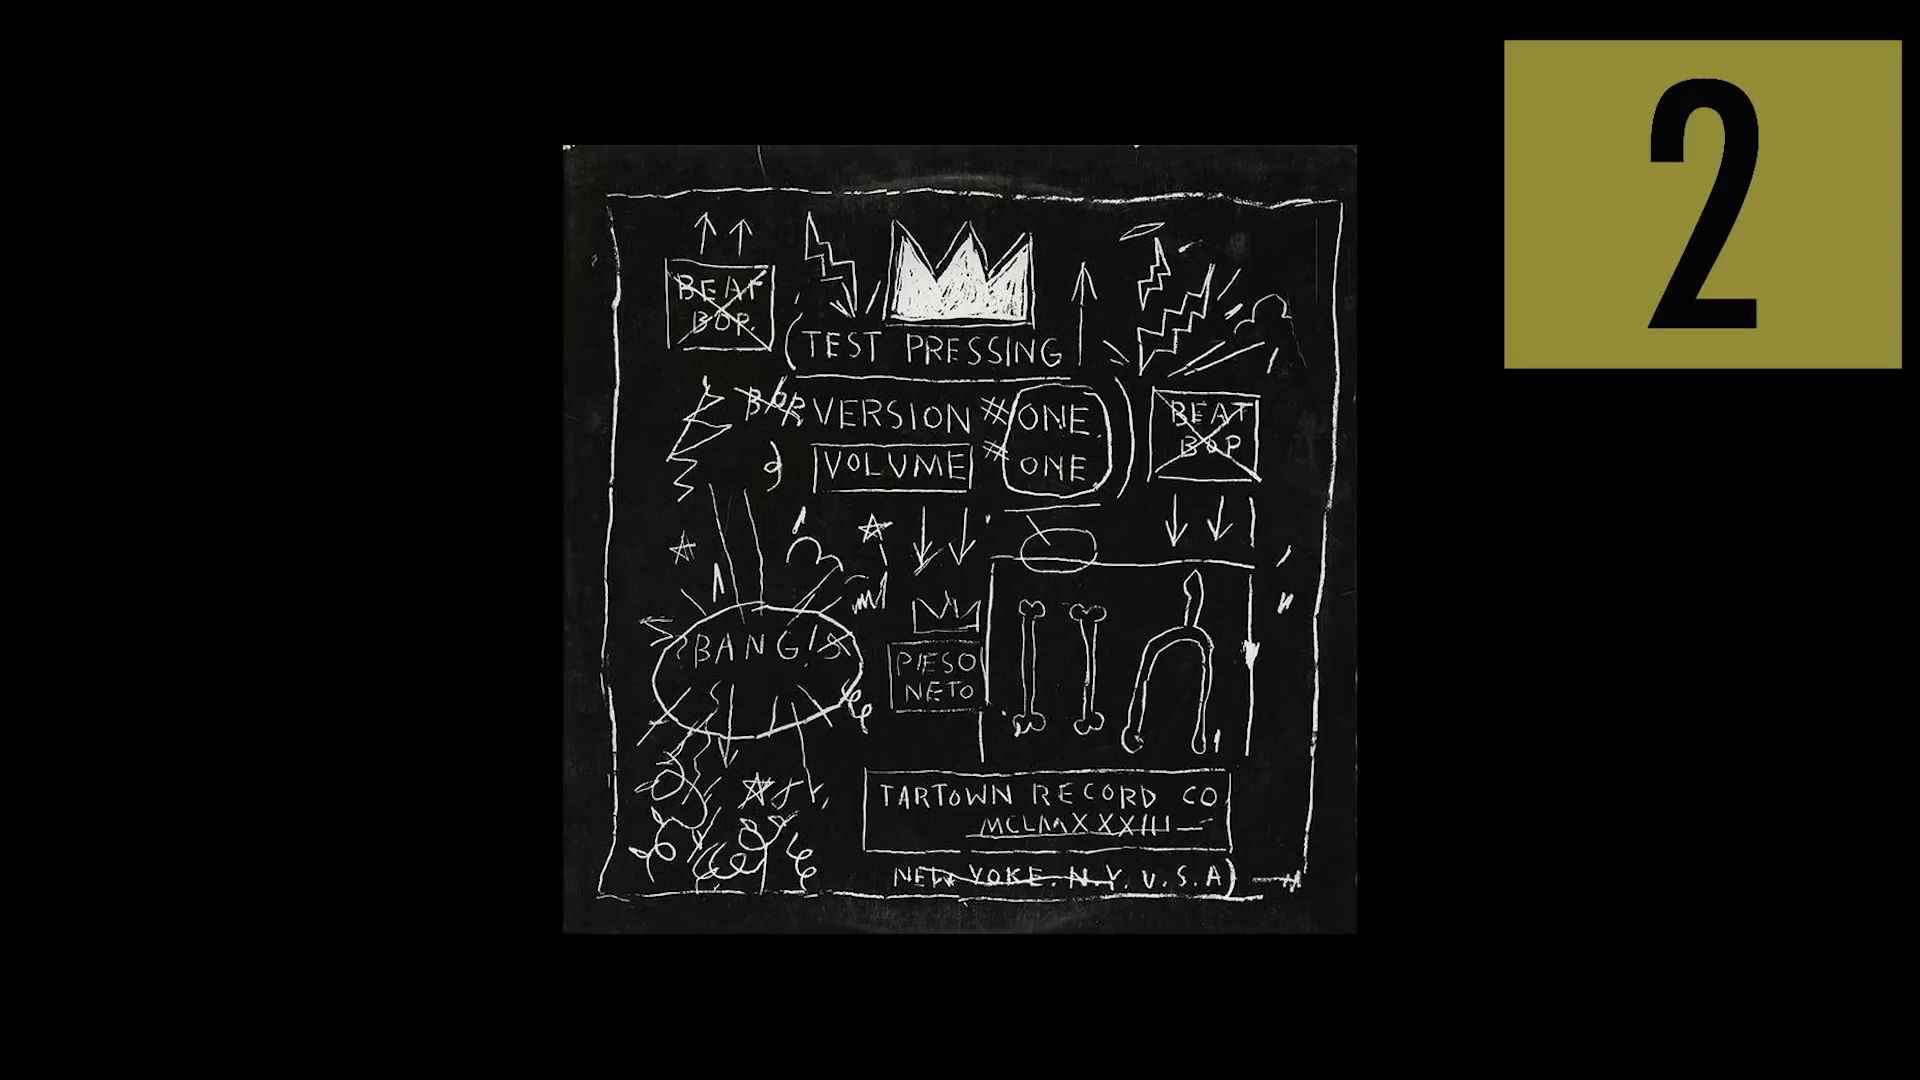 2
BEAT
BOP
(TEST PRESSING
BOP VERSION # ONE
VOLUME # ONE)
BEAT
BOP
BANG!
PIESO
NETO
TARTOWN RECORD CO
MCLMXXXIII
NEW YOKE. N.Y. U.S.A)